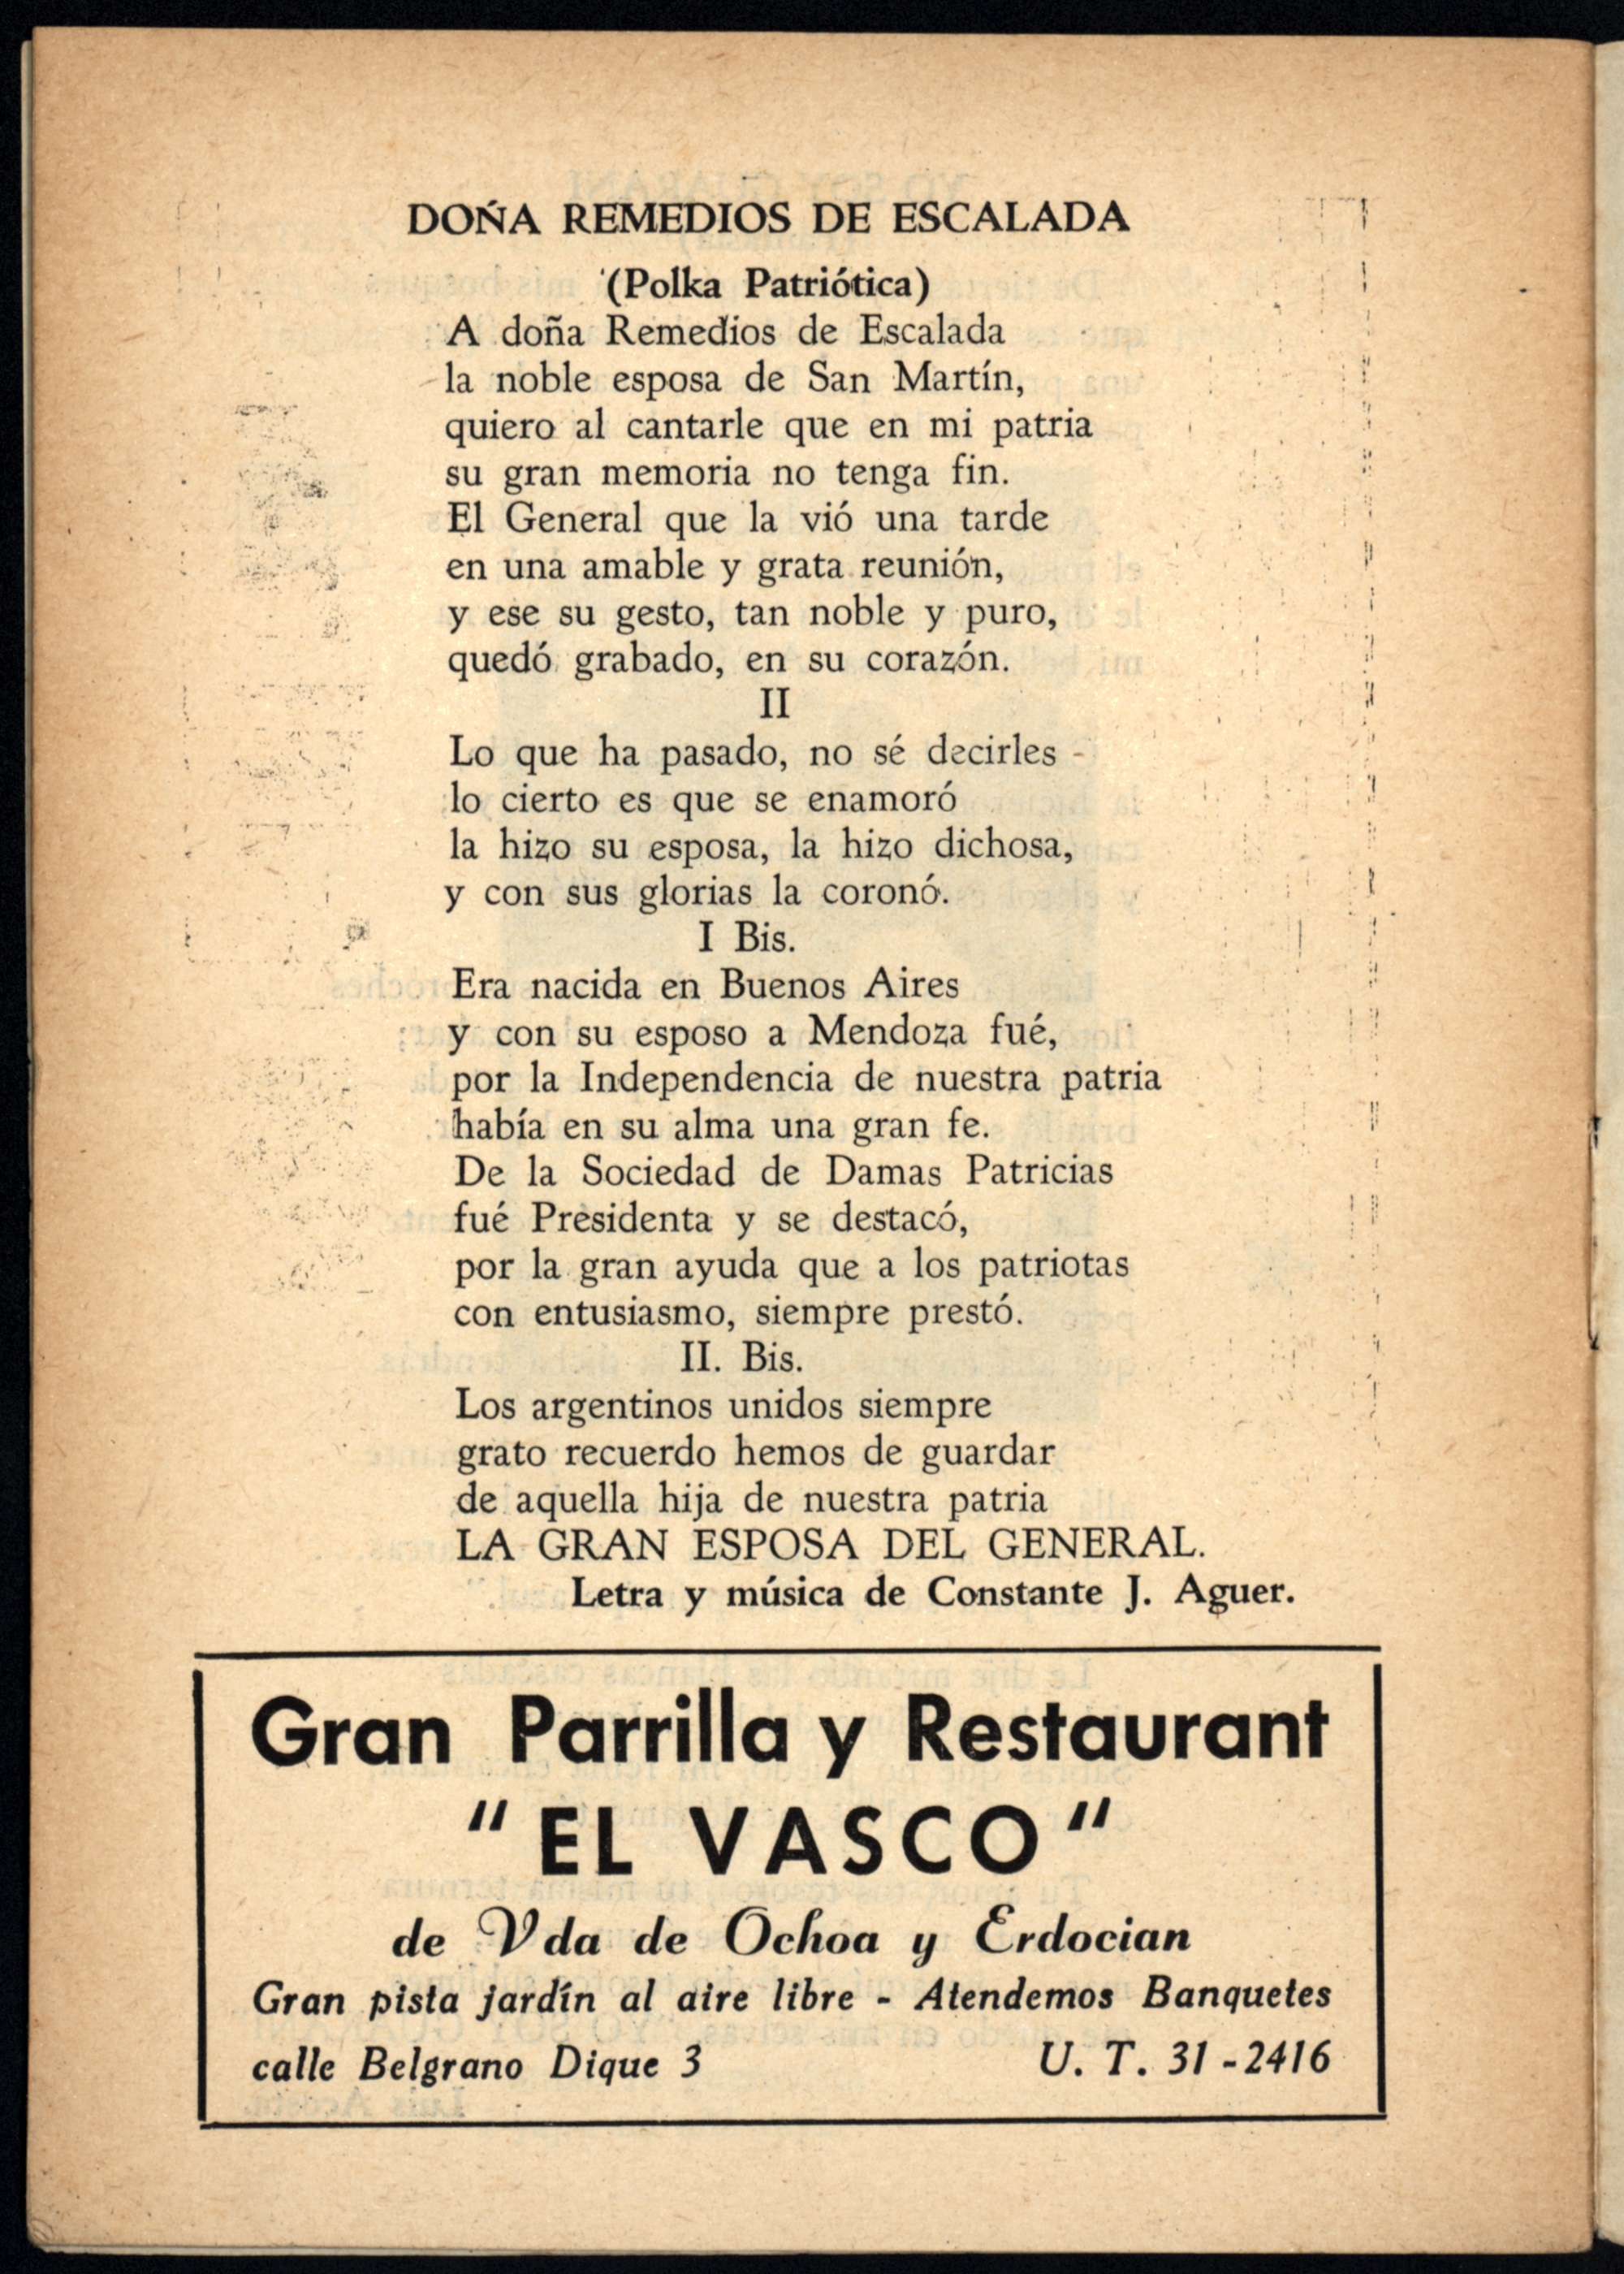 DOÑA REMEDIOS DE ESCALADA
(Polka Patriótica)
A doña Remedios de Escalada
la noble esposa de San Martín,
quiero al cantarle que en mi patria
su gran memoria no tenga fin.
El General que la vió una tarde
en una amable y grata reunión,
y ese su gesto, tan noble y puro,
quedó grabado, en su corazón.
II
Lo que ha pasado, no sé decirles -
lo cierto es que se enamoró
la hizo su esposa, la hizo dichosa,
y con sus glorias la coronó.
I Bis.
Era nacida en Buenos Aires
y con su esposo a Mendoza fué,
por la Independencia de nuestra patria
había en su alma una gran fe.
De la Sociedad de Damas Patricias
fué Presidenta y se destacó,
por la gran ayuda que a los patriotas
con entusiasmo, siempre prestó.
II. Bis.
Los argentinos unidos siempre
grato recuerdo hemos de guardar
de aquella hija de nuestra patria
LA GRAN ESPOSA DEL GENERAL.
Letra y música de Constante J. Aguer.
Gran Parrilla y Restaurant
"EL VASCO"
de Vda de Ochoa y Erdocian
Gran pista jardín al aire libre - Atendemos Banquetes
calle Belgrano Dique 3 U. T. 31-2416